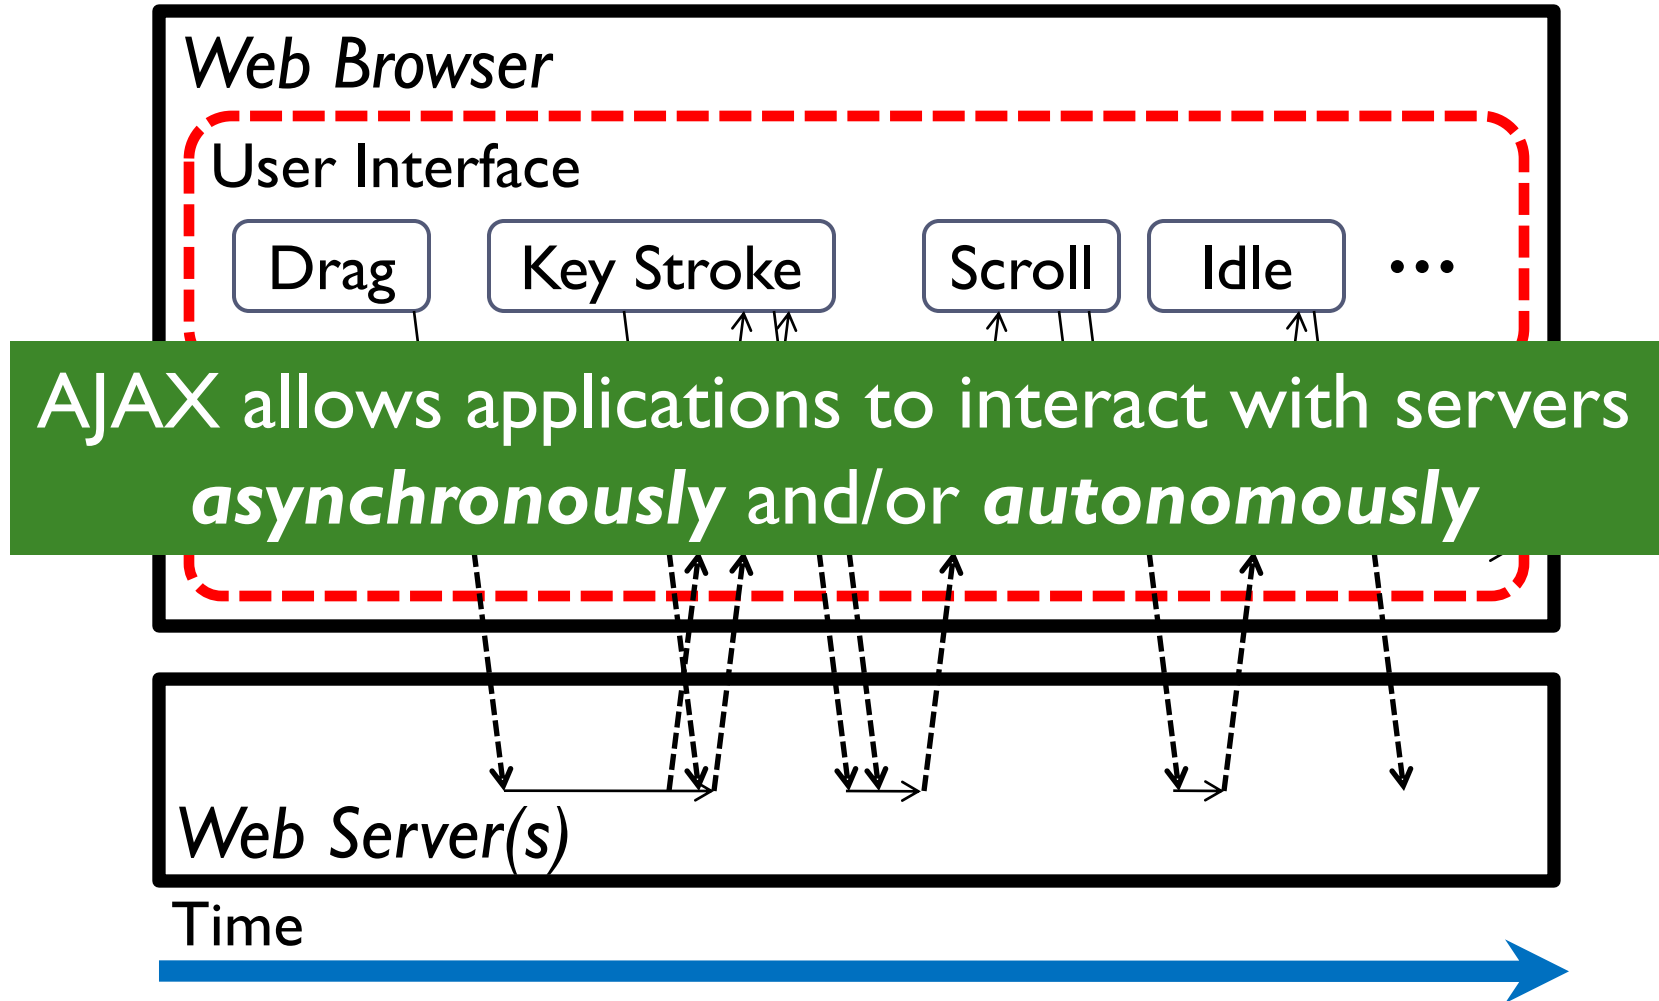 Web Browser
User Interface
Drag Key Stroke Scroll Idle ...
AJAX allows applications to interact with servers
asynchronously and/or autonomously
Web Server(s)
Time